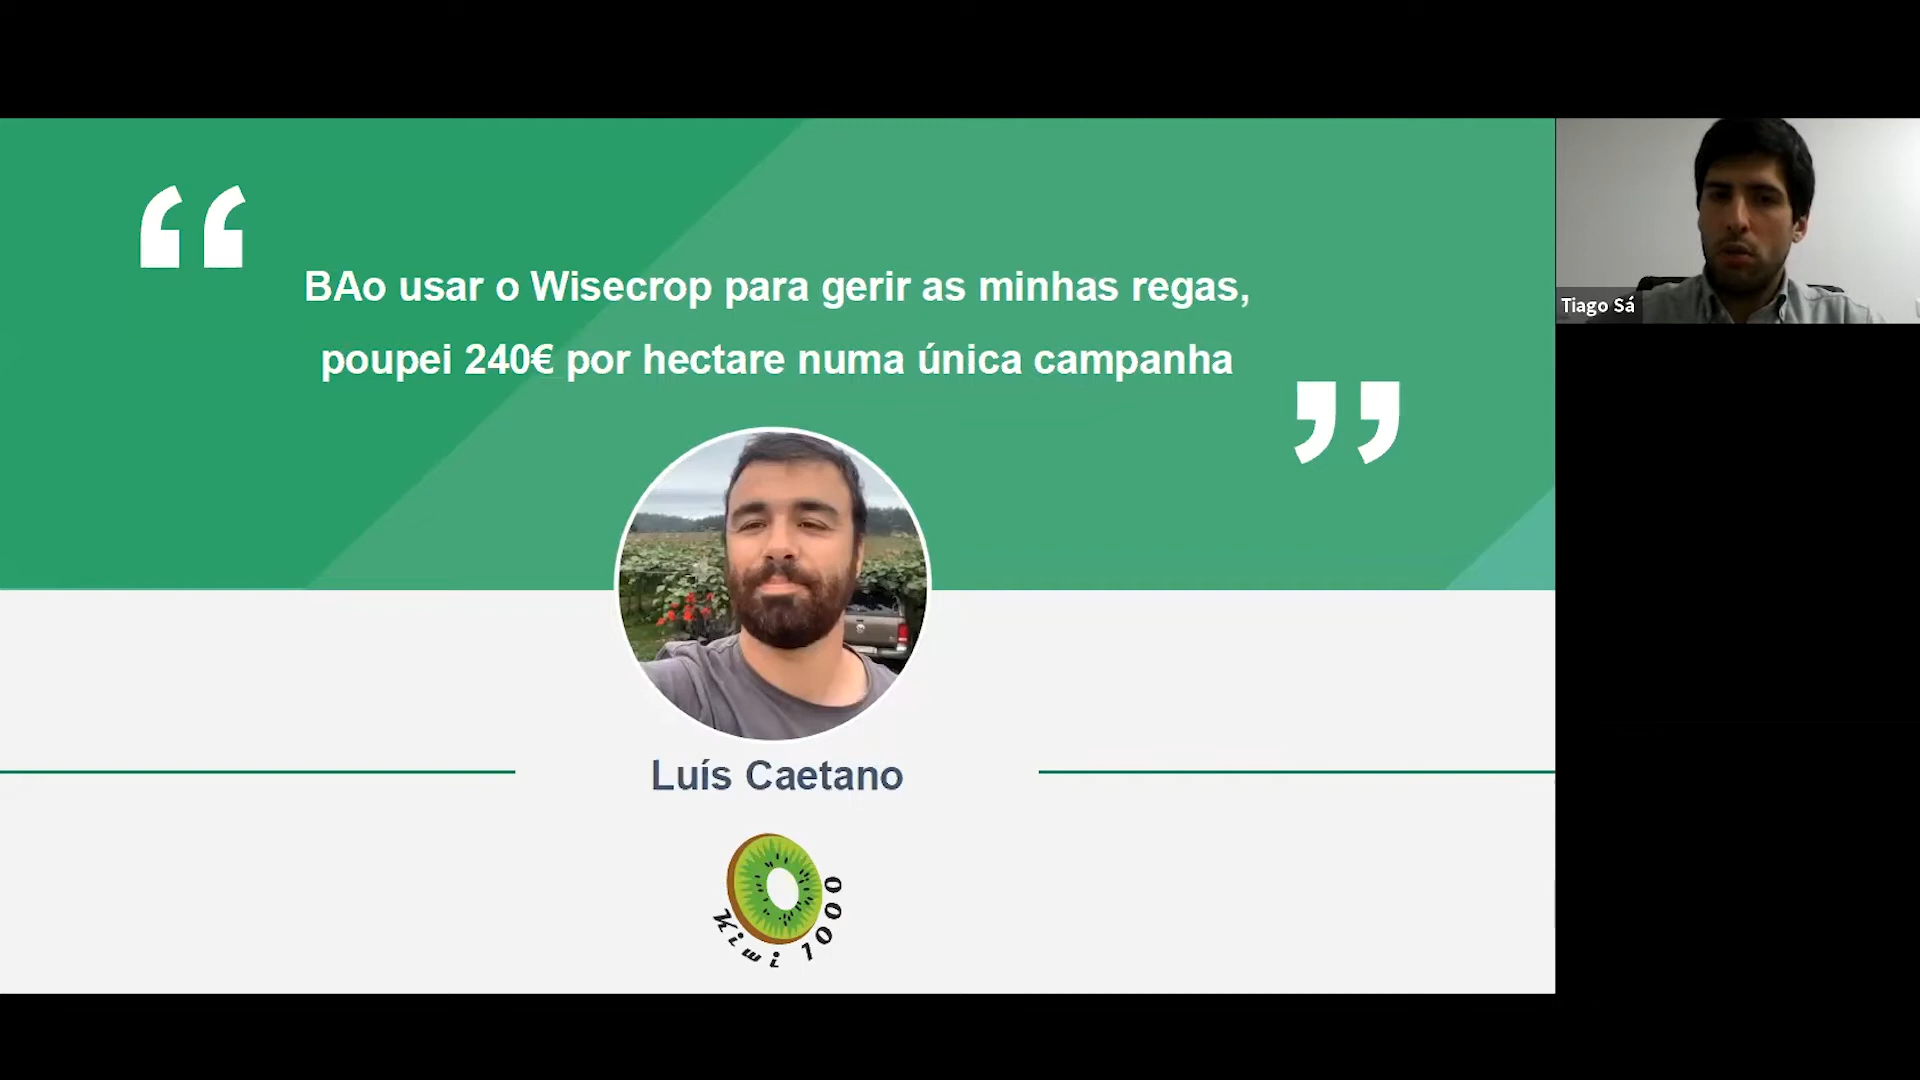 “
BAo usar o Wisecrop para gerir as minhas regas,
poupei 240€ por hectare numa única campanha
”
Luís Caetano
Kiwi 1000
Tiago Sá